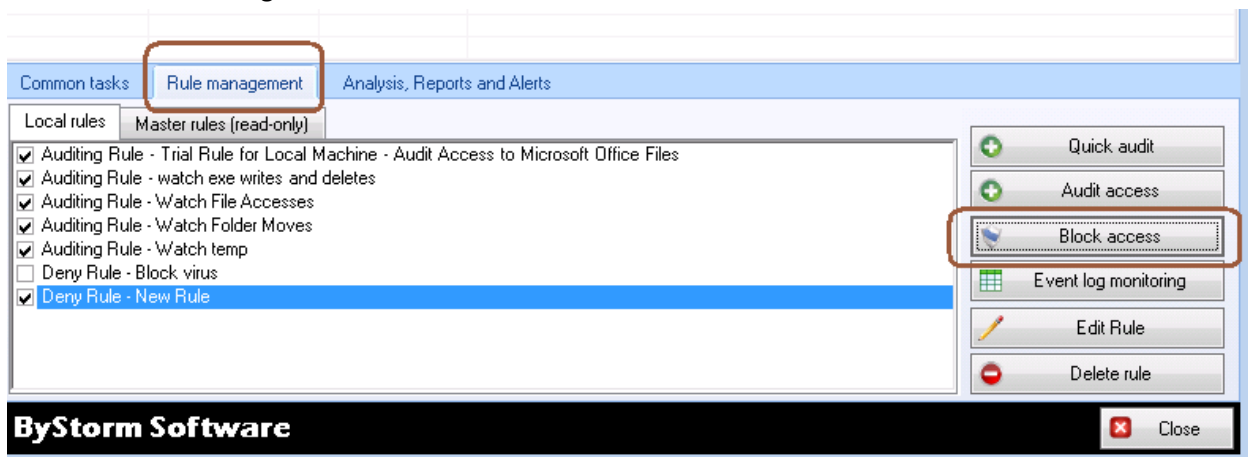 Common tasks Rule management Analysis, Reports and Alerts
Local rules Master rules (read-only)
Auditing Rule - Trial Rule for Local Machine - Audit Access to Microsoft Office Files
Auditing Rule - watch exe writes and deletes
Auditing Rule - Watch File Accesses
Auditing Rule - Watch Folder Moves
Auditing Rule - Watch temp
Deny Rule - Block virus
Deny Rule - New Rule
Quick audit
Audit access
Block access
Event log monitoring
Edit Rule
Delete rule
ByStorm Software
Close